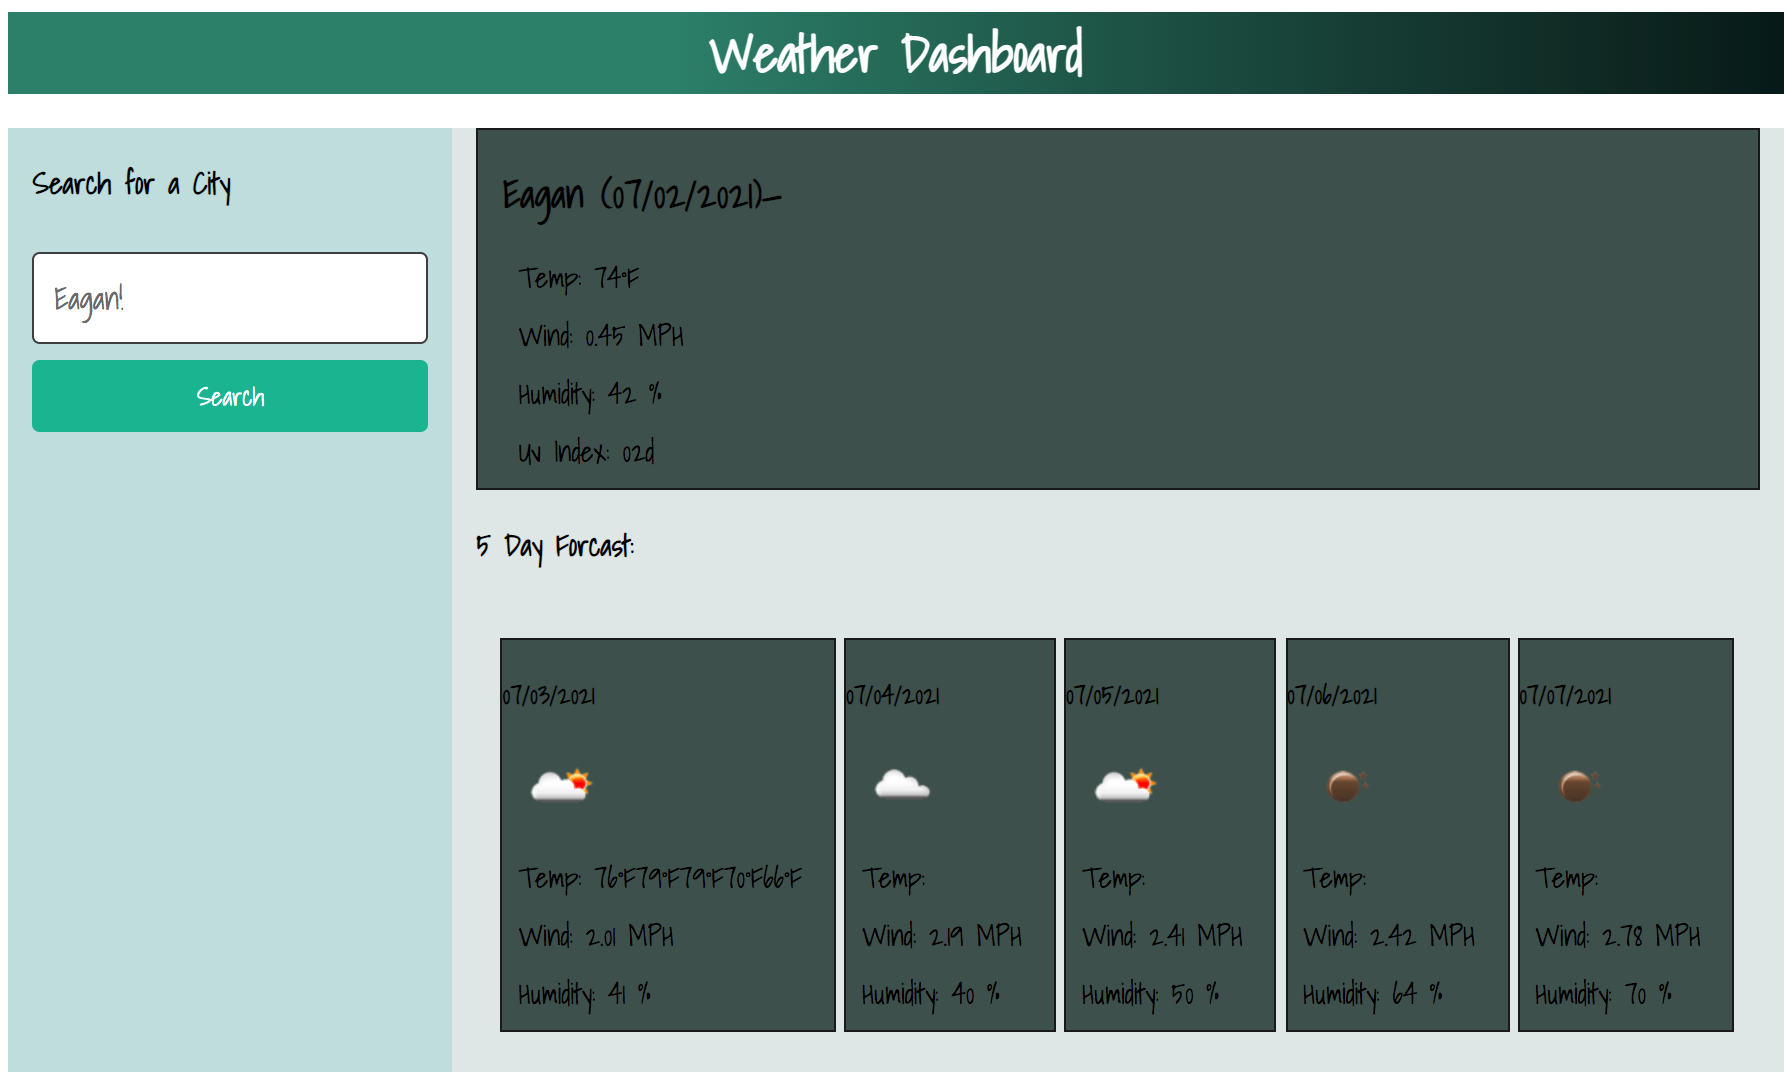 Weather Dashboard
Search for a City
Eagan!
Search
Eagan (07/02/2021)-
Temp: 74°F
Wind: 0.45 MPH
Humidity: 42 %
Uv Index: 02d
5 Day Forcast:
07/03/2021
Temp: 76°F79°F79°F70°F66°F
Wind: 2.01 MPH
Humidity: 41 %
07/04/2021
Temp:
Wind: 2.19 MPH
Humidity: 40 %
07/05/2021
Temp:
Wind: 2.41 MPH
Humidity: 50 %
07/06/2021
Temp:
Wind: 2.42 MPH
Humidity: 64 %
07/07/2021
Temp:
Wind: 2.78 MPH
Humidity: 70 %